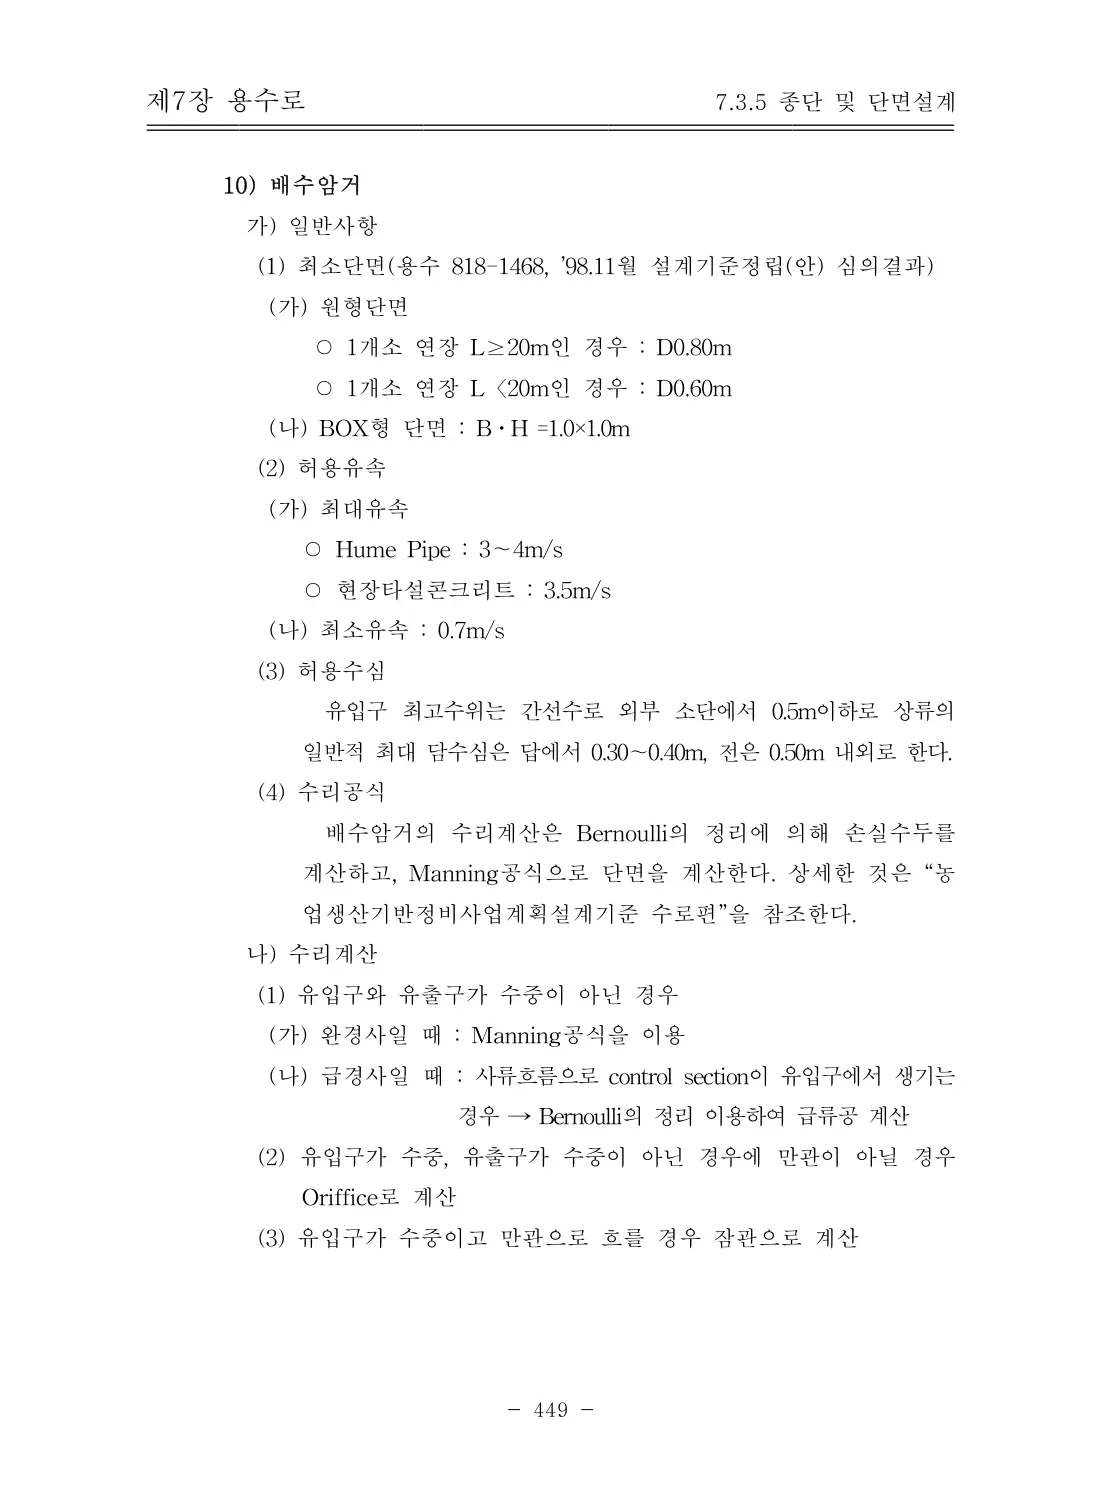 제7장 용수로
7.3.5 종단 및 단면설계
10) 배수암거
가) 일반사항
(1) 최소단면(용수 818-1468, ’98.11월 설계기준정립(안) 심의결과)
(가) 원형단면
○ 1개소 연장 L≥20m인 경우 : D0.80m
○ 1개소 연장 L〈20m인 경우 : D0.60m
(나) BOX형 단면 : B・H =1.0×1.0m
(2) 허용유속
(가) 최대유속
○ Hume Pipe : 3～4m/s
○ 현장타설콘크리트 : 3.5m/s
(나) 최소유속 : 0.7m/s
(3) 허용수심
유입구 최고수위는 간선수로 외부 소단에서 0.5m이하로 상류의
일반적 최대 담수심은 답에서 0.30～0.40m, 전은 0.50m 내외로 한다.
(4) 수리공식
배수암거의 수리계산은 Bernoulli의 정리에 의해 손실수두를
계산하고, Manning공식으로 단면을 계산한다. 상세한 것은 “농
업생산기반정비사업계획설계기준 수로편”을 참조한다.
나) 수리계산
(1) 유입구와 유출구가 수중이 아닌 경우
(가) 완경사일 때 : Manning공식을 이용
(나) 급경사일 때 : 사류흐름으로 control section이 유입구에서 생기는
경우 → Bernoulli의 정리 이용하여 급류공 계산
(2) 유입구가 수중, 유출구가 수중이 아닌 경우에 만관이 아닐 경우
Oriffice로 계산
(3) 유입구가 수중이고 만관으로 흐를 경우 잠관으로 계산
- 449 -